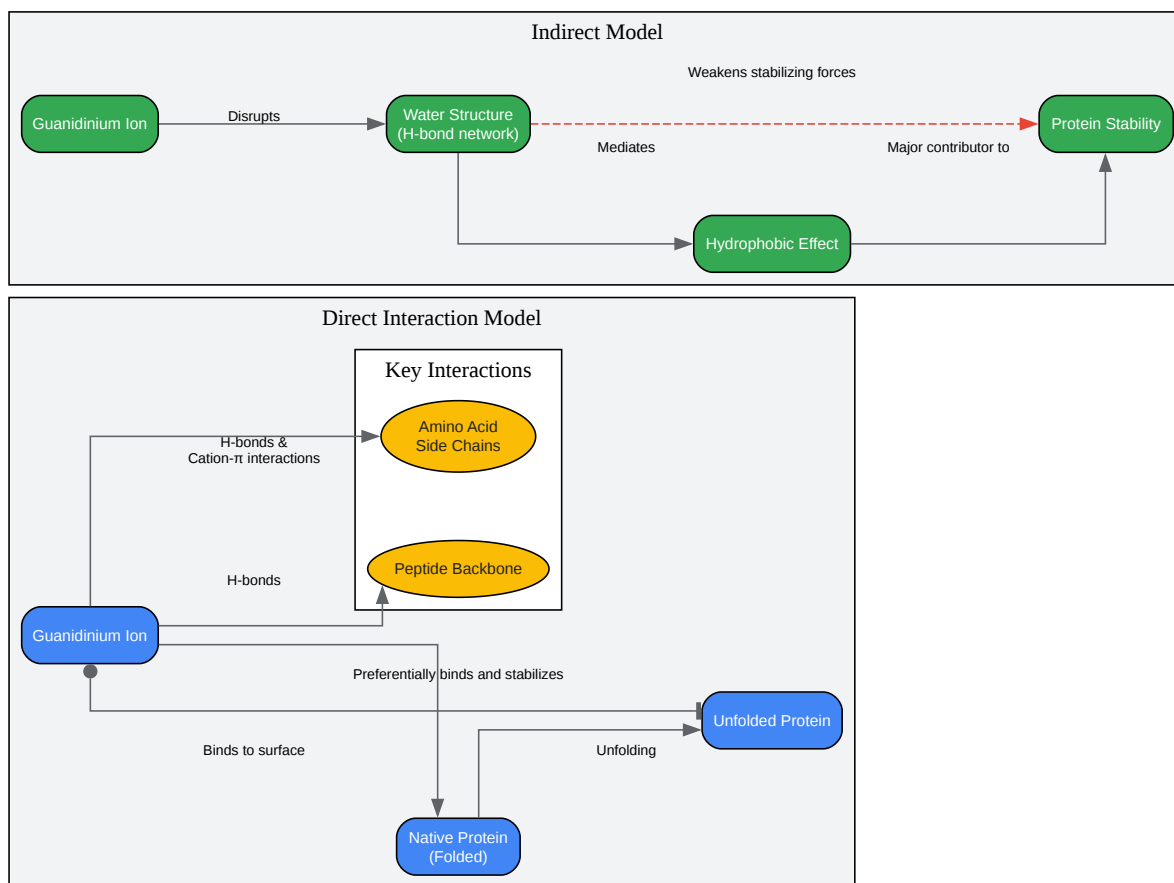 Indirect Model
Weakens stabilizing forces
Guanidinium Ion
Disrupts
Water Structure
(H-bond network)
Protein Stability
Mediates
Major contributor to
Hydrophobic Effect
Direct Interaction Model
Key Interactions
Amino Acid
Side Chains
H-bonds &
Cation-π interactions
Peptide Backbone
H-bonds
Guanidinium Ion
Preferentially binds and stabilizes
Unfolded Protein
Binds to surface
Unfolding
Native Protein
(Folded)